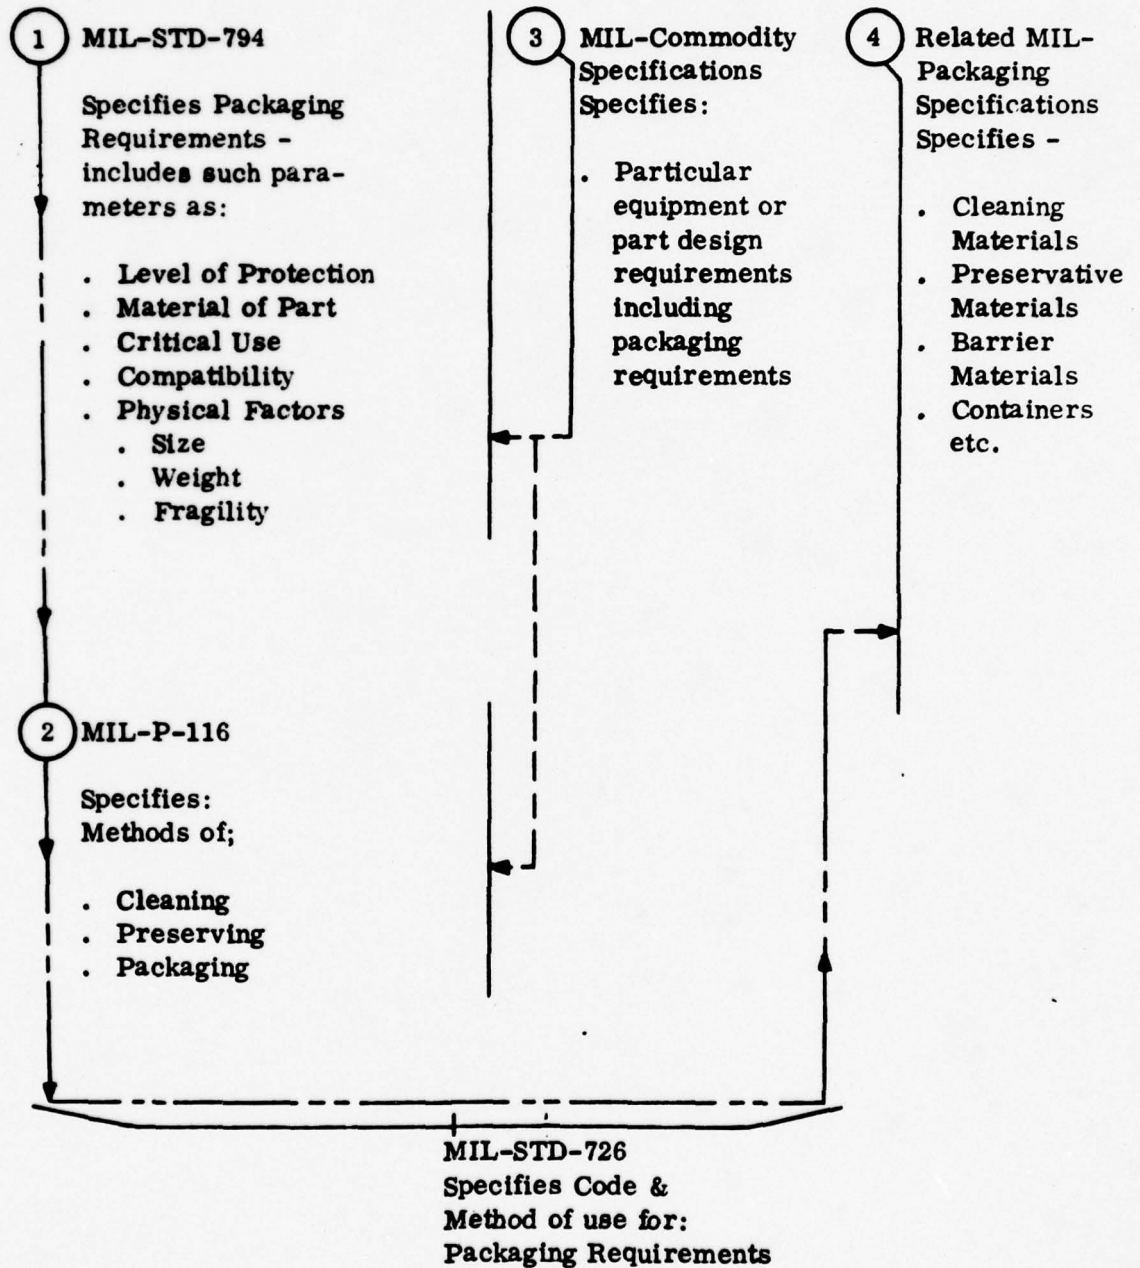 1 MIL-STD-794
Specifies Packaging
Requirements -
includes such para-
meters as:
. Level of Protection
. Material of Part
. Critical Use
. Compatibility
. Physical Factors
. Size
. Weight
. Fragility
2 MIL-P-116
Specifies:
Methods of;
. Cleaning
. Preserving
. Packaging
3 MIL-Commodity
Specifications
Specifies:
. Particular
equipment or
part design
requirements
including
packaging
requirements
4 Related MIL-
Packaging
Specifications
Specifies -
. Cleaning
Materials
. Preservative
Materials
. Barrier
Materials
. Containers
etc.
MIL-STD-726
Specifies Code &
Method of use for:
Packaging Requirements